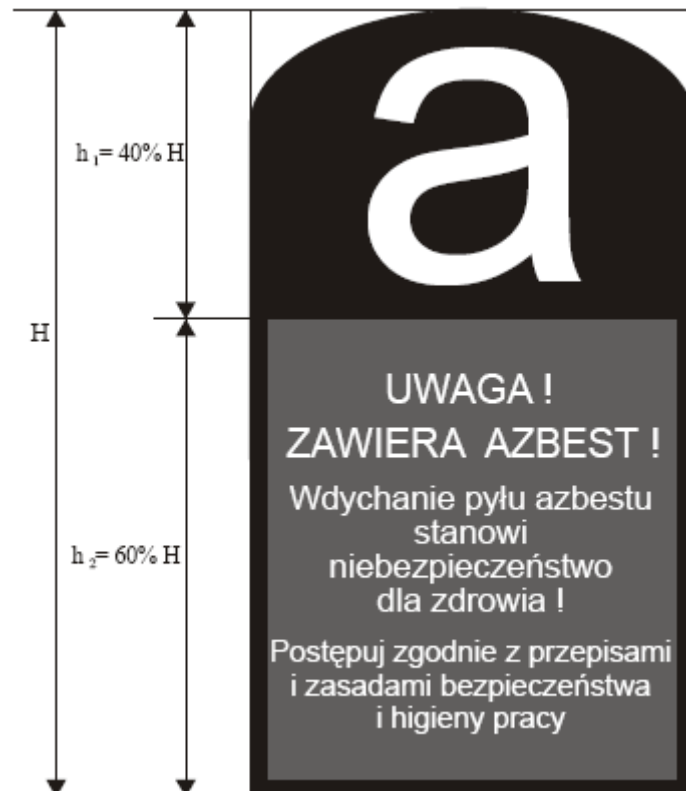 a
h1= 40% H
H
UWAGA !
ZAWIERA AZBEST !
Wdychanie pyłu azbestu
stanowi
niebezpieczeństwo
dla zdrowia !
h2= 60% H
Postępuj zgodnie z przepisami
i zasadami bezpieczeństwa
i higieny pracy